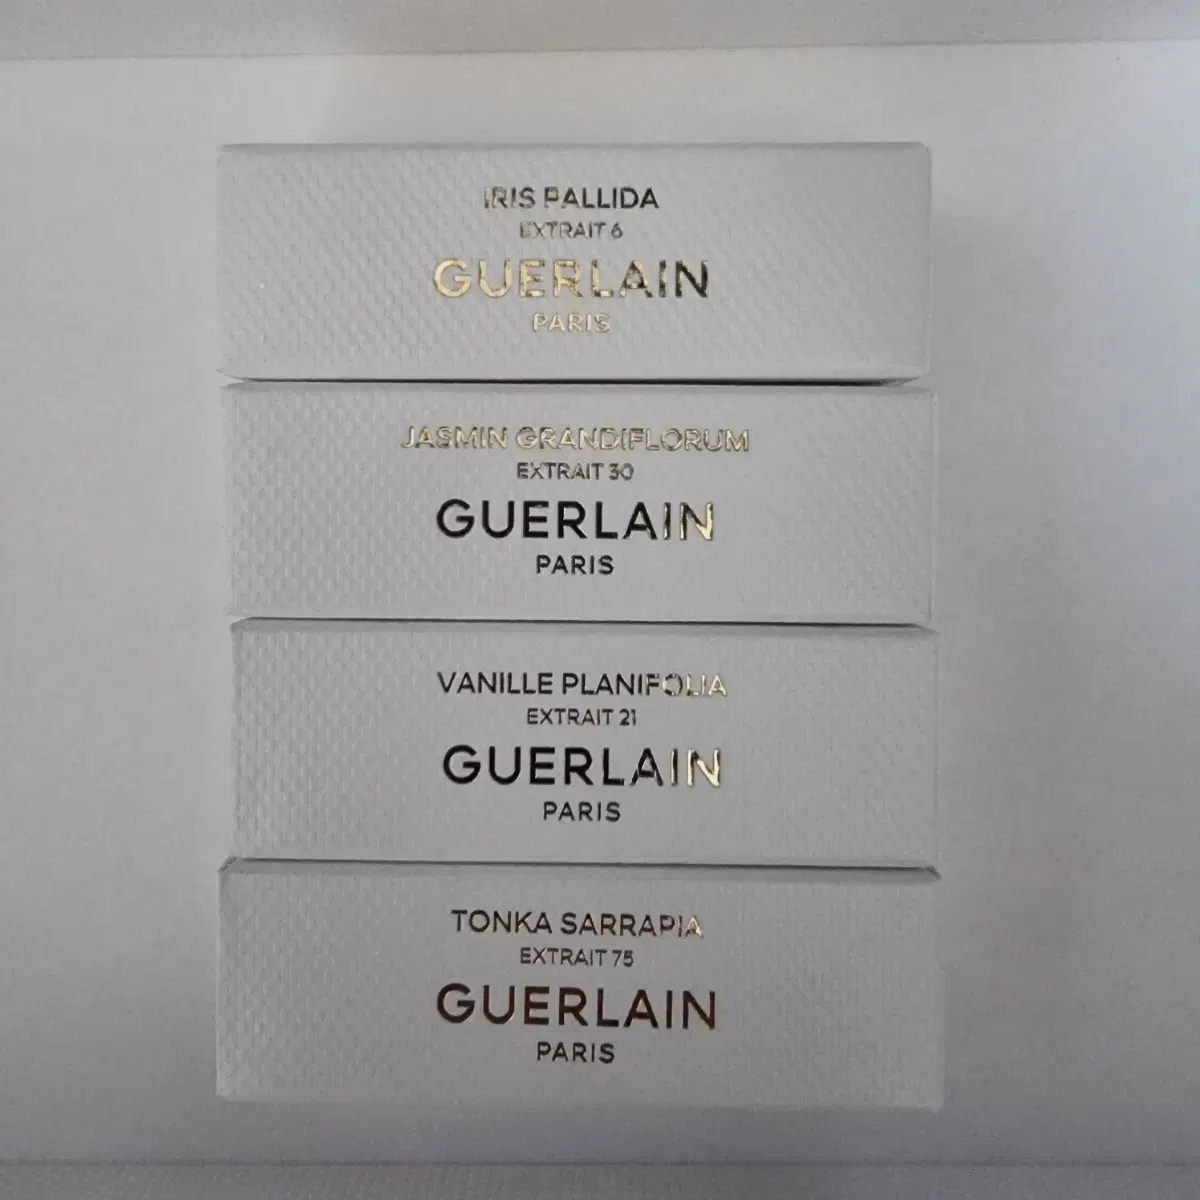 IRIS PALLIDA
EXTRAIT 6
GUERLAIN
PARIS
JASMIN GRANDIFLORUM
EXTRAIT 30
GUERLAIN
PARIS
VANILLE PLANIFOLIA
EXTRAIT 21
GUERLAIN
PARIS
TONKA SARRAPIA
EXTRAIT 75
GUERLAIN
PARIS